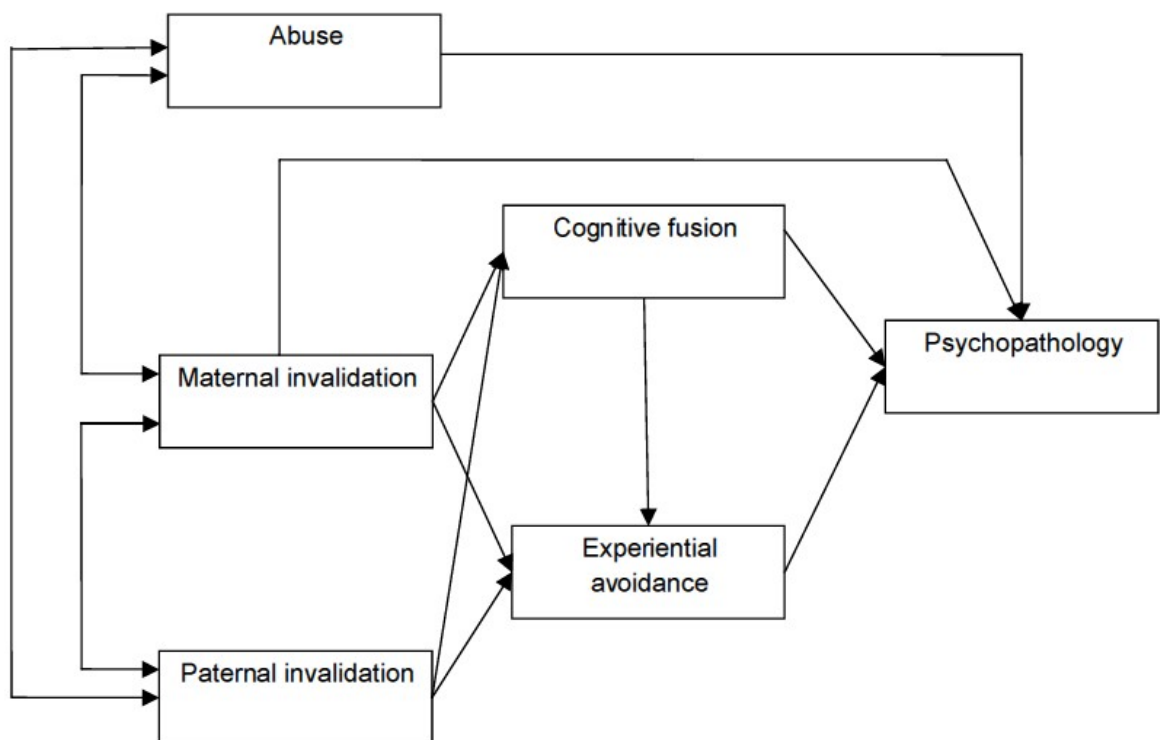 Abuse
Cognitive fusion
Psychopathology
Maternal invalidation
Experiential
avoidance
Paternal invalidation